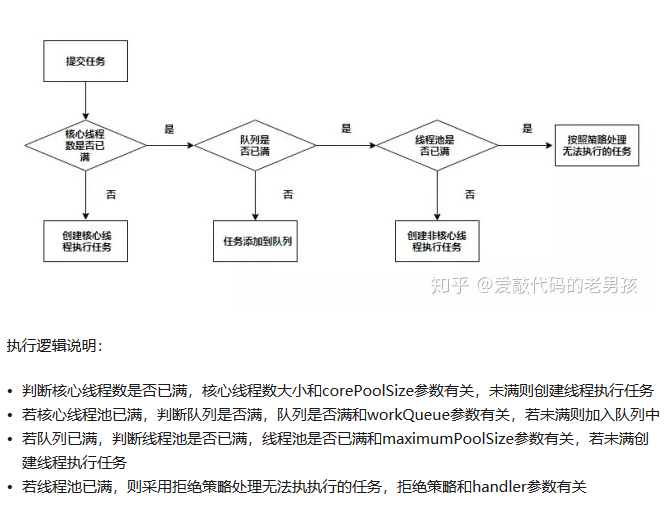 提交任务
核心线程
数是否已
满
是
队列是
否已满
是
线程池是
否已满
是
按照策略处理
无法执行的任务
否
否
否
创建核心线
程执行任务
任务添加到队列
创建非核心线
程执行任务
知乎 @爱敲代码的老男孩
执行逻辑说明：
• 判断核心线程数是否已满，核心线程数大小和corePoolSize参数有关，未满则创建线程执行任务
• 若核心线程池已满，判断队列是否满，队列是否满和workQueue参数有关，若未满则加入队列中
• 若队列已满，判断线程池是否已满，线程池是否已满和maximumPoolSize参数有关，若未满创
建线程执行任务
• 若线程池已满，则采用拒绝策略处理无法执执行的任务，拒绝策略和handler参数有关